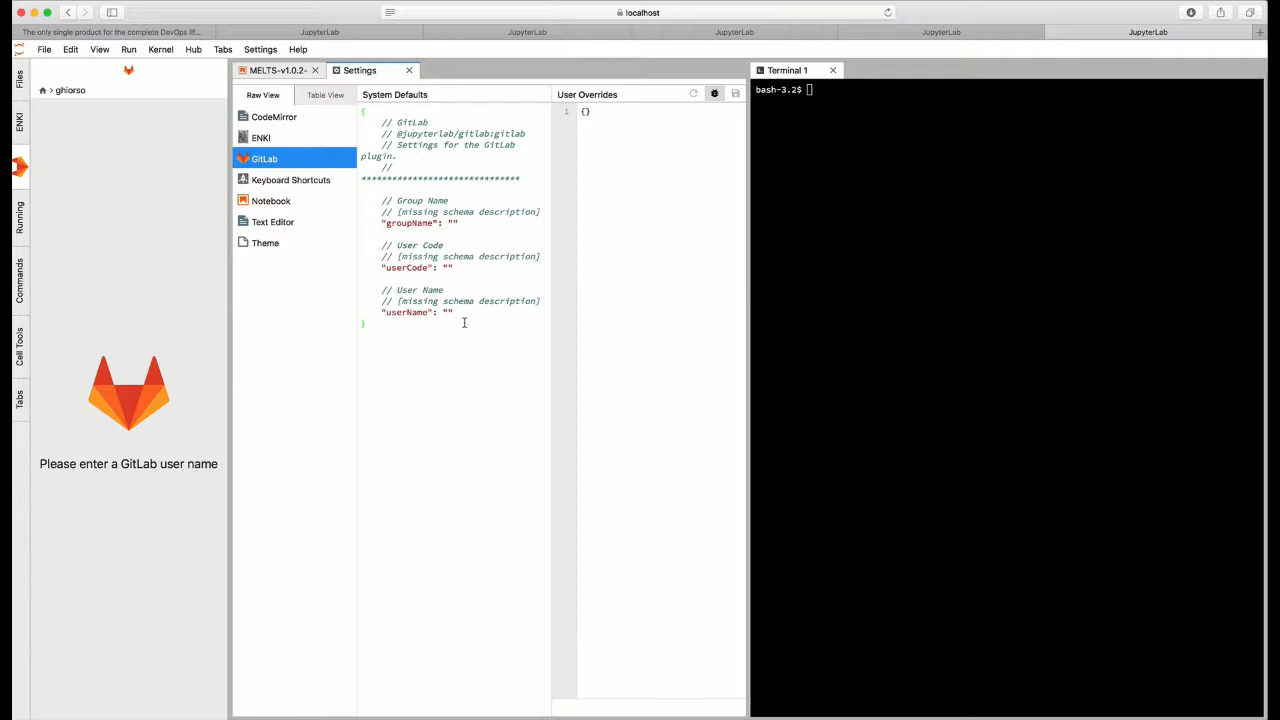 localhost
The only single product for the complete DevOps lif...
JupyterLab
JupyterLab
JupyterLab
JupyterLab
JupyterLab
File Edit View Run Kernel Hub Tabs Settings Help
Files
ENKI
Running
Commands
Cell Tools
Tabs
> ghiorso
Please enter a GitLab user name
MELTS-v1.0.2-
Settings
Raw View
Table View
CodeMirror
ENKI
GitLab
Keyboard Shortcuts
Notebook
Text Editor
Theme
System Defaults
{
// GitLab
// @jupyterlab/gitlab:gitlab
// Settings for the GitLab
plugin.
//
*******************************
// Group Name
// [missing schema description]
"groupName": ""
// User Code
// [missing schema description]
"userCode": ""
// User Name
// [missing schema description]
"userName": ""
}
User Overrides
1 {}
Terminal 1
bash-3.2$